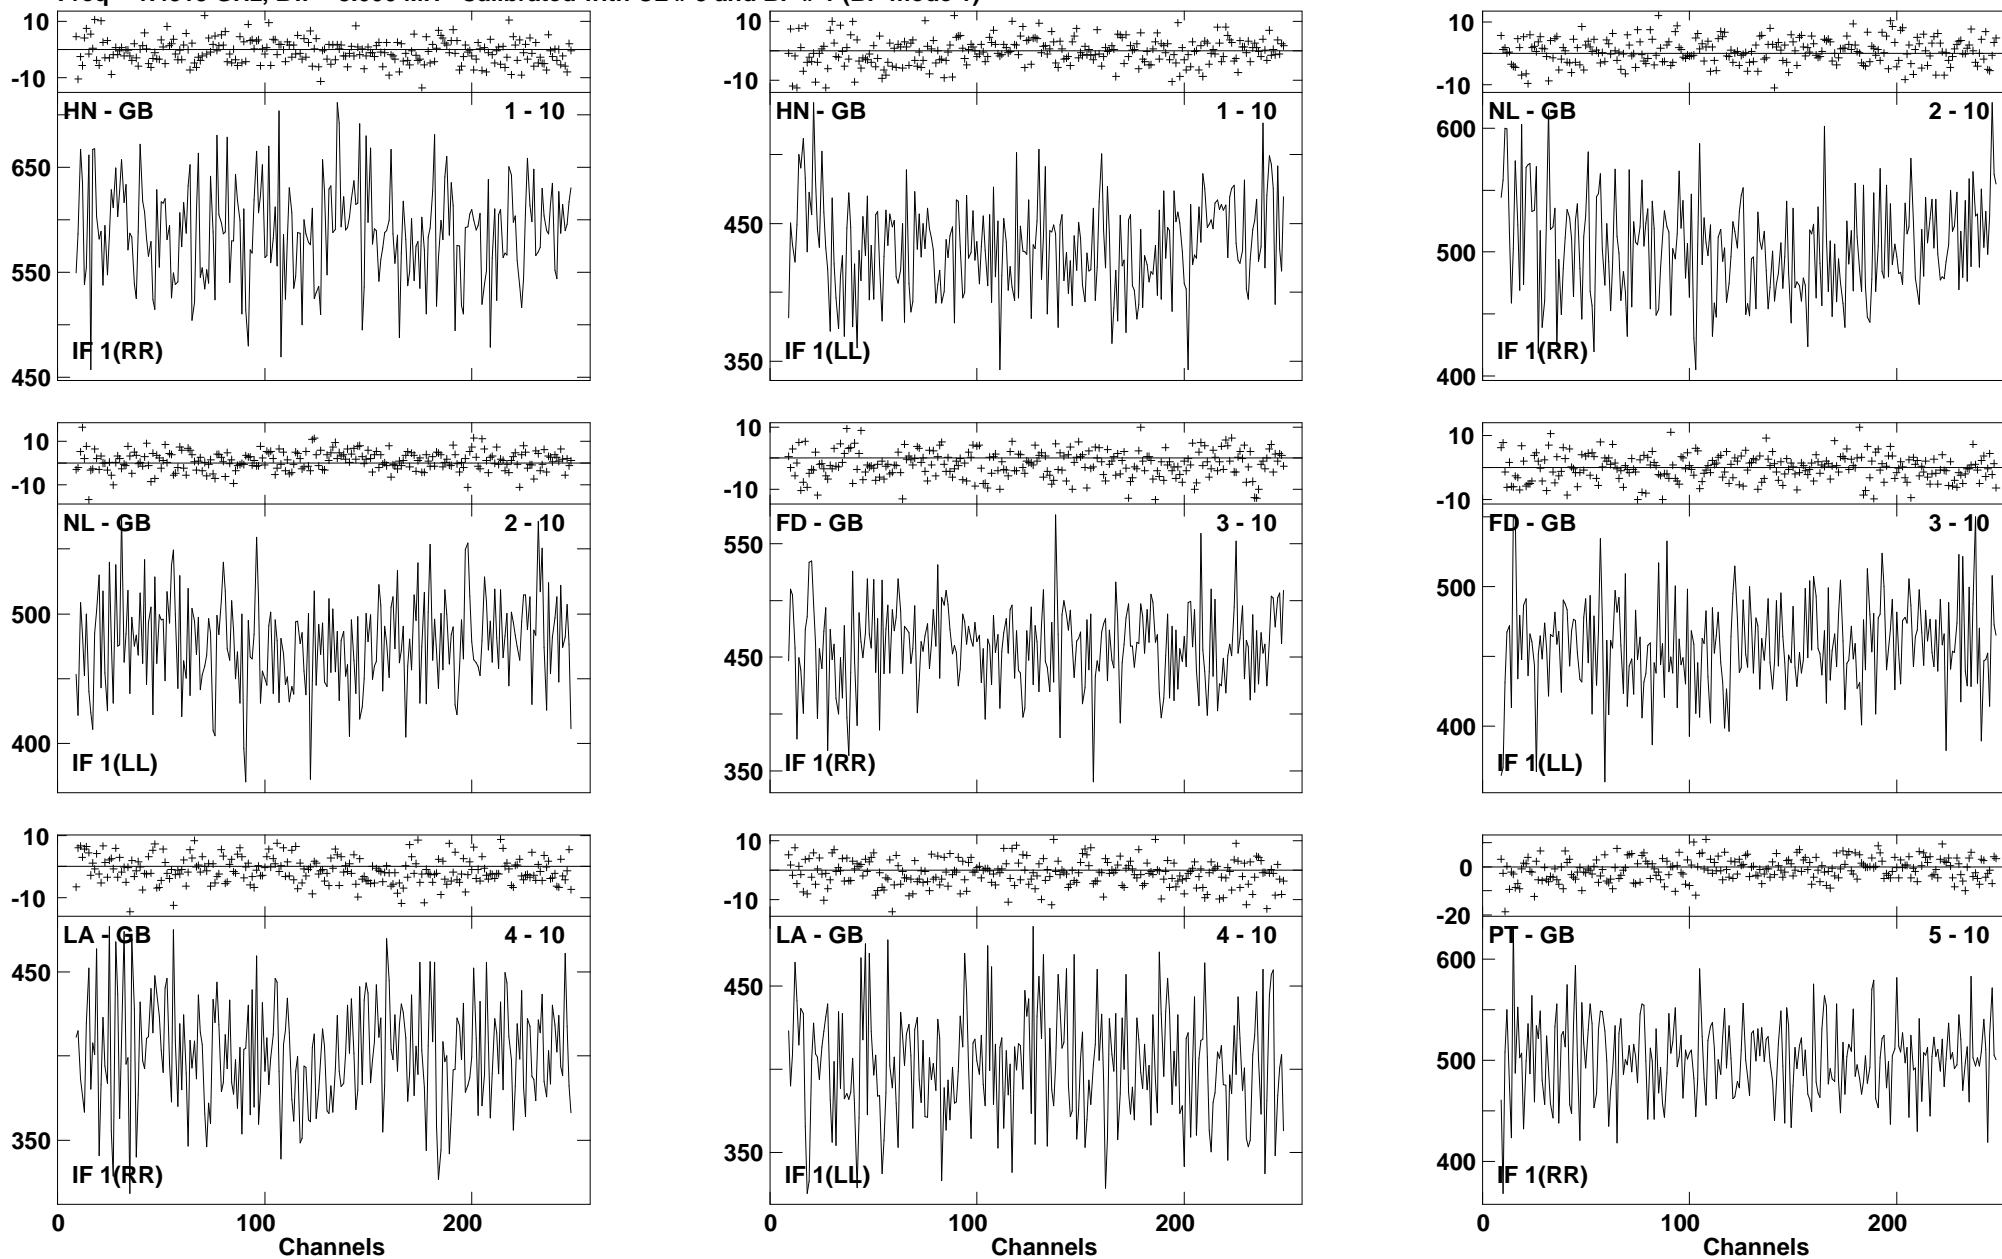 10
-10
HN - GB 1 - 10
650
550
450
IF 1(RR)
10
-10
HN - GB 1 - 10
450
350
IF 1(LL)
10
-10
NL - GB 2 - 10
600
500
400
IF 1(RR)
10
-10
NL - GB 2 - 10
500
400
IF 1(LL)
10
-10
FD - GB 3 - 10
550
450
350
IF 1(RR)
10
-10
FD - GB 3 - 10
500
400
IF 1(LL)
10
-10
LA - GB 4 - 10
450
350
IF 1(RR)
0 100 200
Channels
10
-10
LA - GB 4 - 10
450
350
IF 1(LL)
0 100 200
Channels
0
-20
PT - GB 5 - 10
600
500
400
IF 1(RR)
0 100 200
Channels